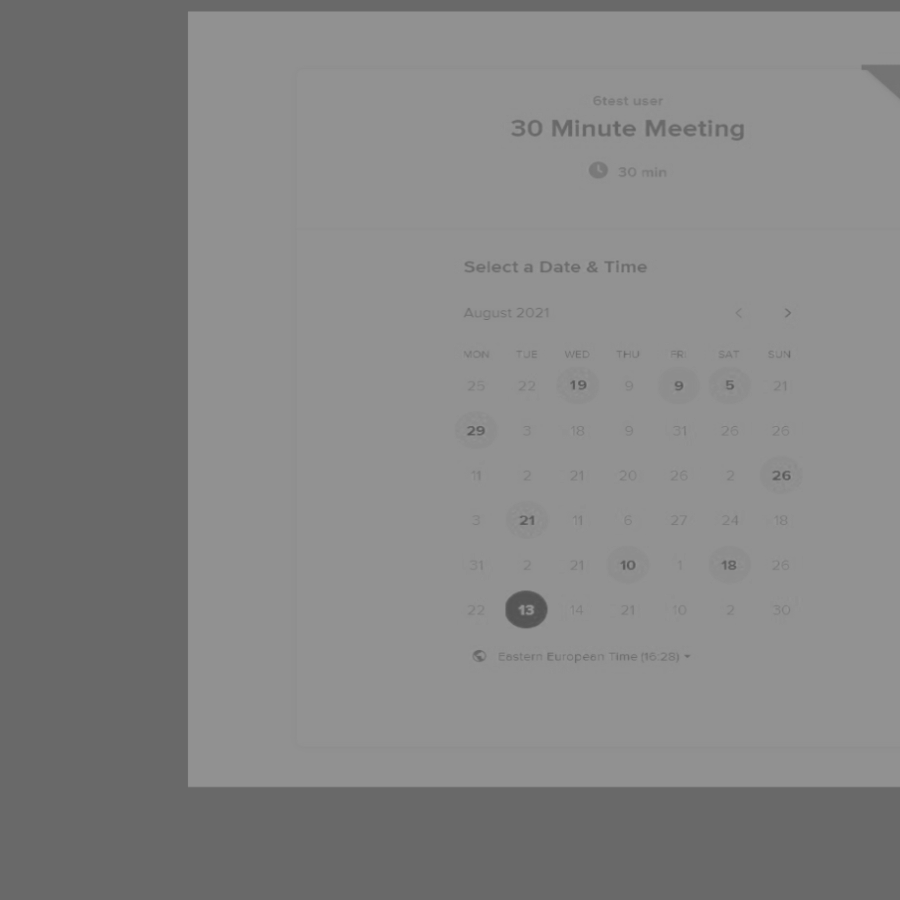 6test user
30 Minute Meeting
30 min
Select a Date & Time
August 2021
MON TUE WED THU FRI SAT SUN
25 22 19 9 9 5 21
29 3 18 9 31 26 26
11 2 21 20 26 2 26
3 21 11 6 27 24 18
31 2 21 10 1 18 26
22 13 14 21 10 2 30
Eastern European Time (16:28)